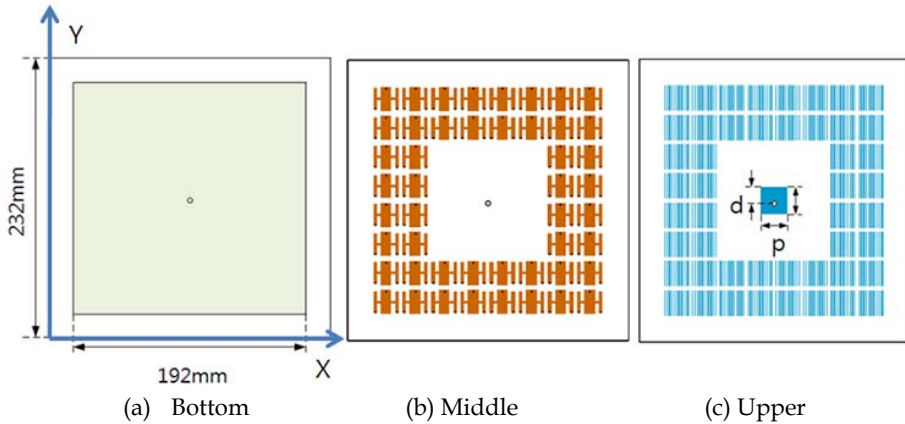 Y
232mm
X
192mm
d
p
(a) Bottom
(b) Middle
(c) Upper